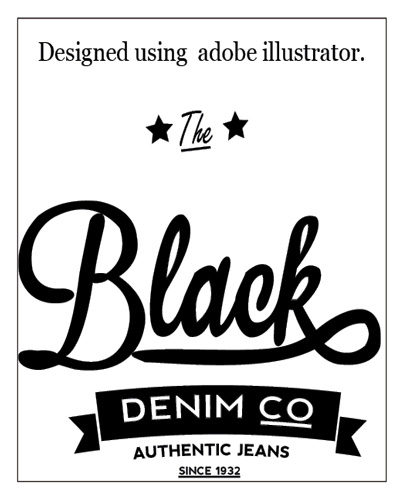 Designed using  adobe illustrator.
The
Black
DENIM CO
AUTHENTIC JEANS
SINCE 1932